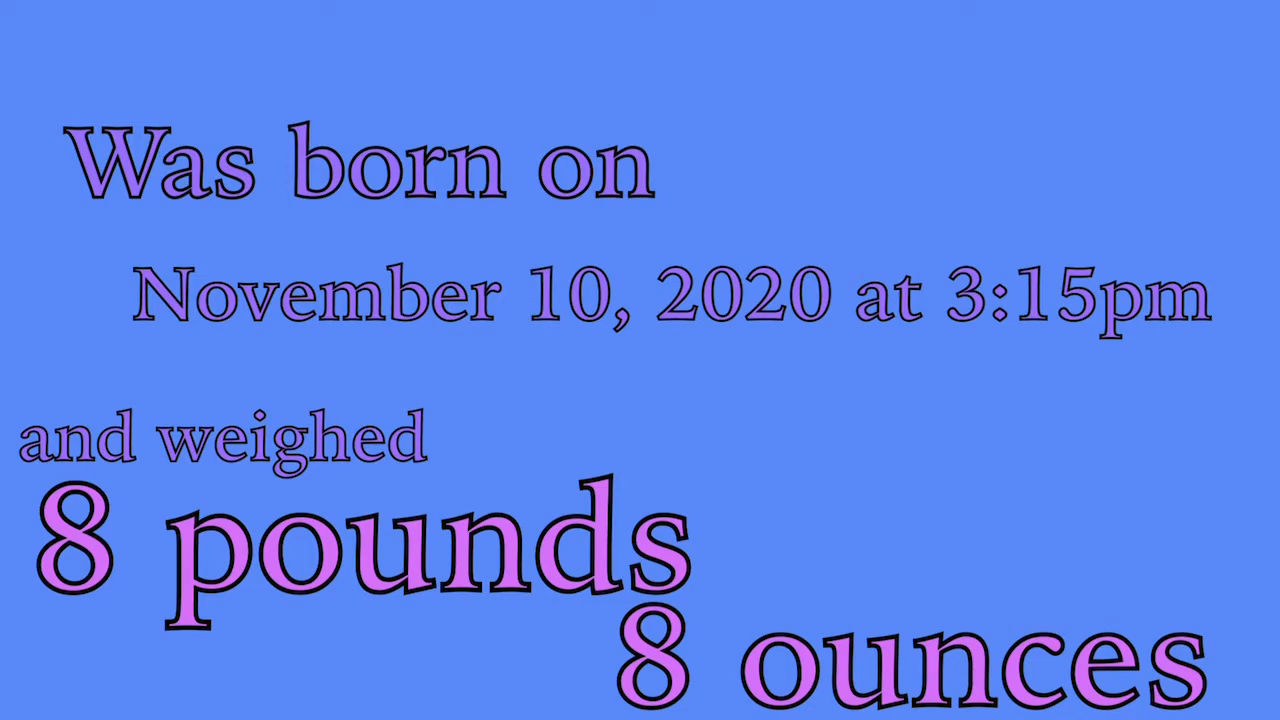 Was born on
November 10, 2020 at 3:15pm
and weighed
8 pounds
8 ounces